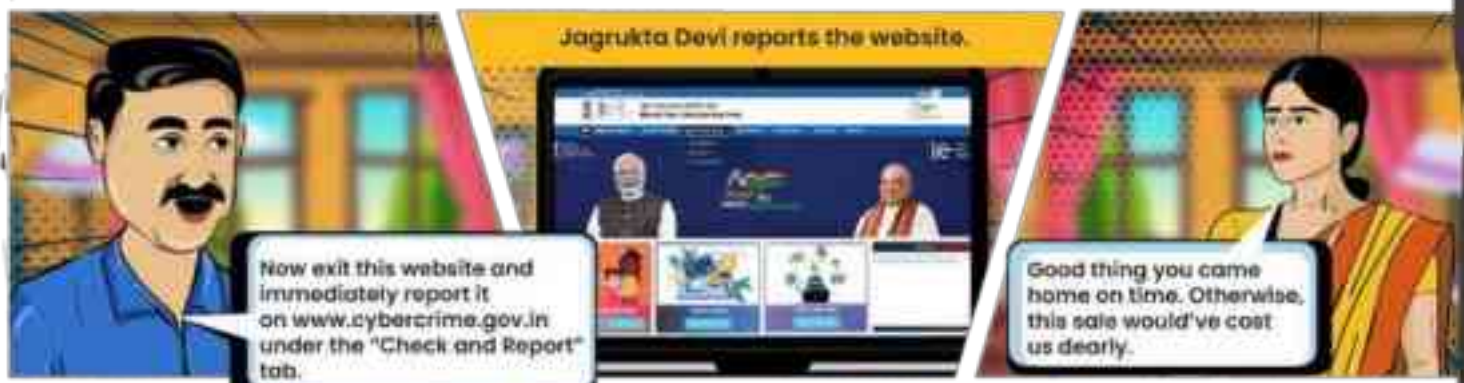 Now exit this website and
immediately report it
on www.cybercrime.gov.in
under the "Check and Report"
tab.
Jagrukta Devi reports the website.
Good thing you came
home on time. Otherwise,
this sale would've cost
us dearly.